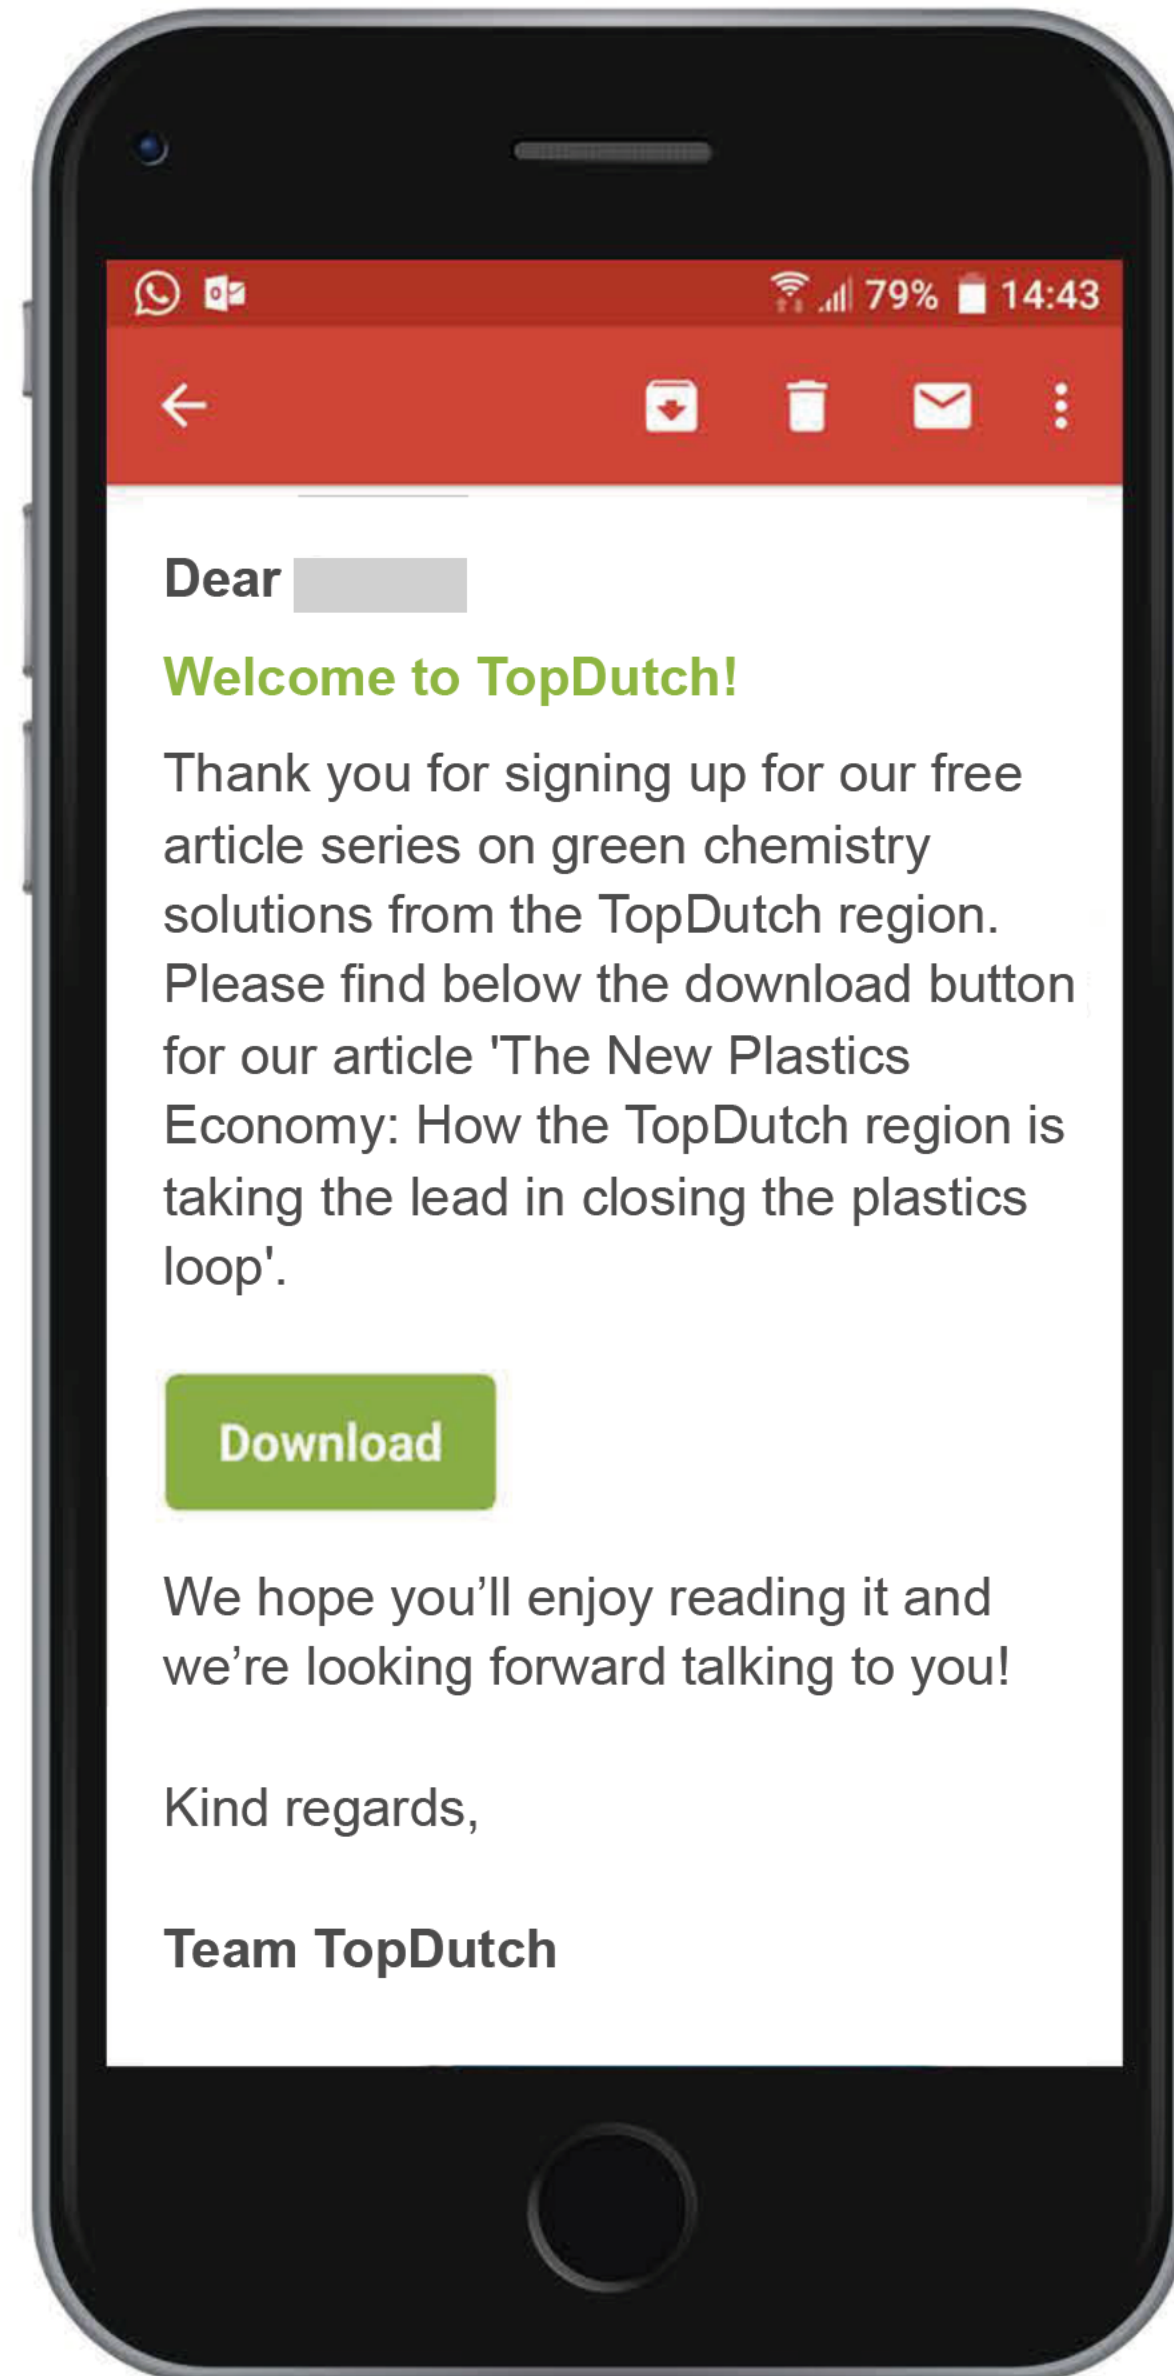 79% 14:43
Dear
Welcome to TopDutch!
Thank you for signing up for our free
article series on green chemistry
solutions from the TopDutch region.
Please find below the download button
for our article 'The New Plastics
Economy: How the TopDutch region is
taking the lead in closing the plastics
loop'.
Download
We hope you’ll enjoy reading it and
we’re looking forward talking to you!
Kind regards,
Team TopDutch